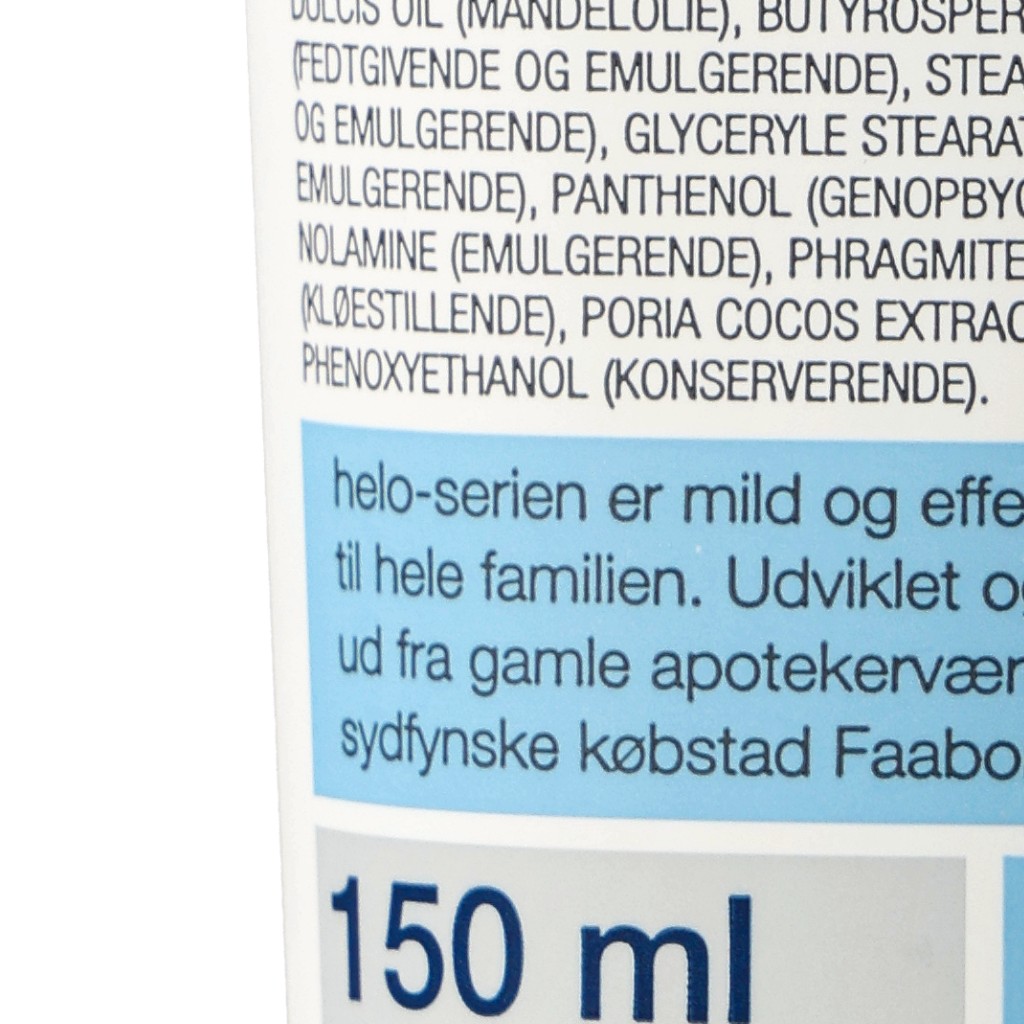 DULCIS OIL (MANDELOLIE), BUTYROSPER
(FEDTGIVENDE OG EMULGERENDE), STEA
OG EMULGERENDE), GLYCERYLE STEARAT
EMULGERENDE), PANTHENOL (GENOPBYG
NOLAMINE (EMULGERENDE), PHRAGMITE
(KLØESTILLENDE), PORIA COCOS EXTRAC
PHENOXYETHANOL (KONSERVERENDE).
helo-serien er mild og effe
til hele familien. Udviklet og
ud fra gamle apotekervær
sydfynske købstad Faabo
150 ml